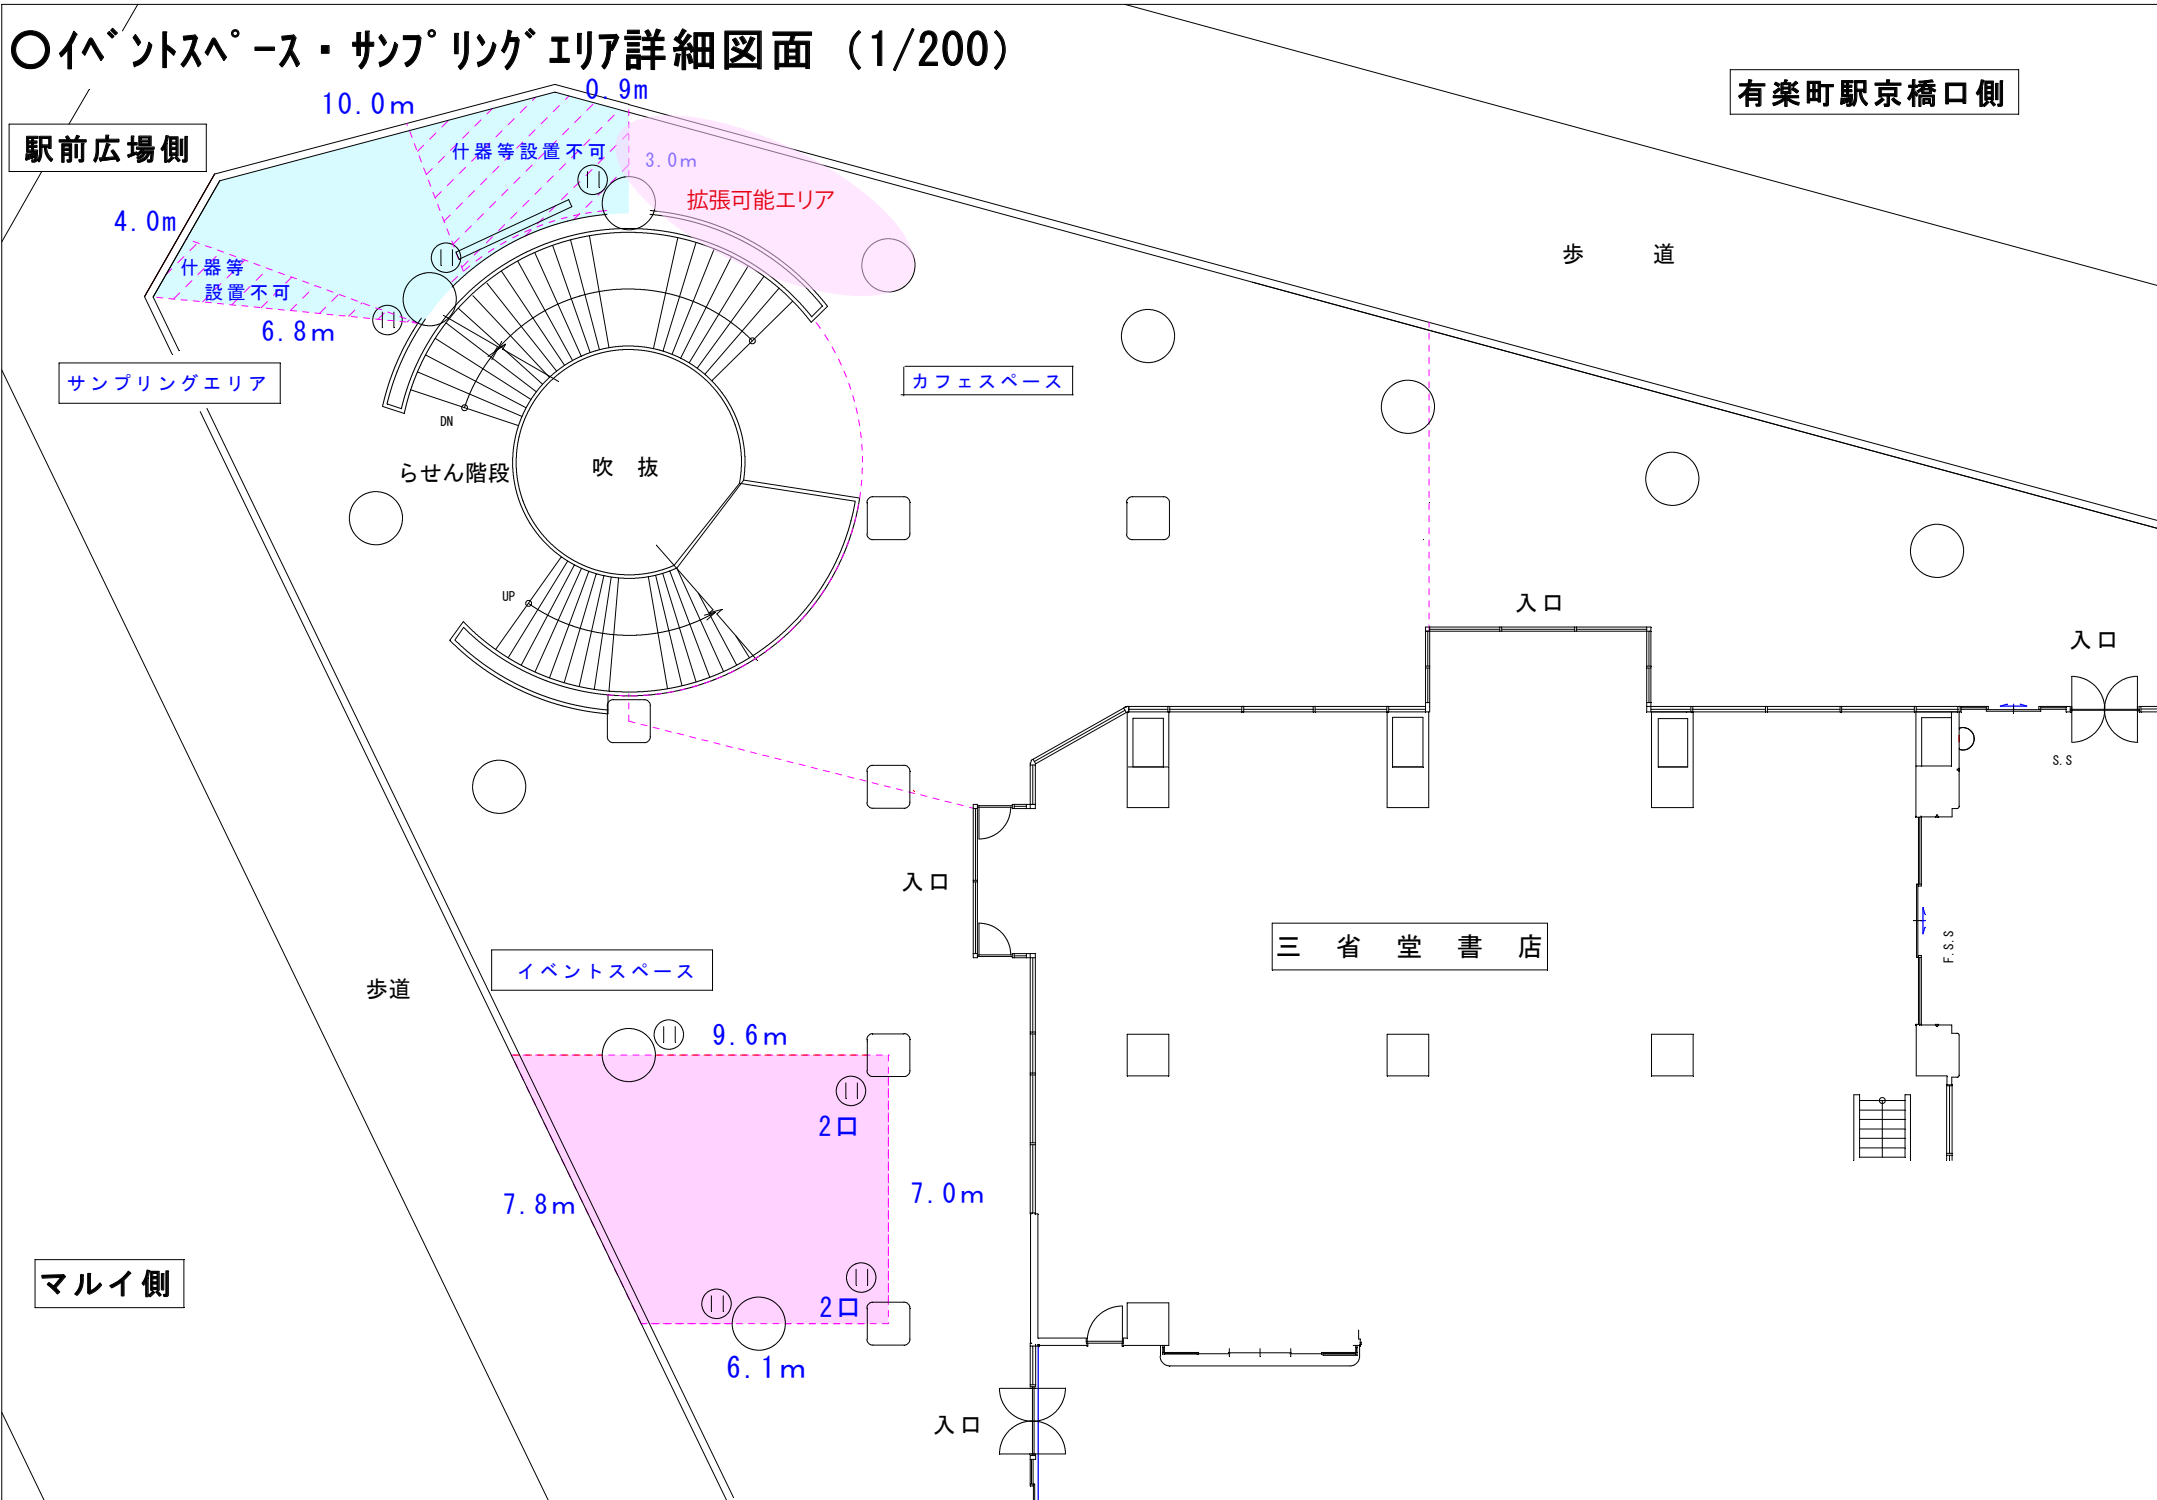 ○イベントスペース・サンプリングエリア詳細図面（1/200）
有楽町駅京橋口側
駅前広場側
10.0m
0.9m
什器等設置不可
3.0m
拡張可能エリア
4.0m
什器等
設置不可
6.8m
歩　道
サンプリングエリア
カフェスペース
DN
らせん階段
吹 抜
UP
入口
入口
S.S
入口
三省堂書店
F.S.S
イベントスペース
歩道
9.6m
2口
7.8m
7.0m
マルイ側
2口
6.1m
入口